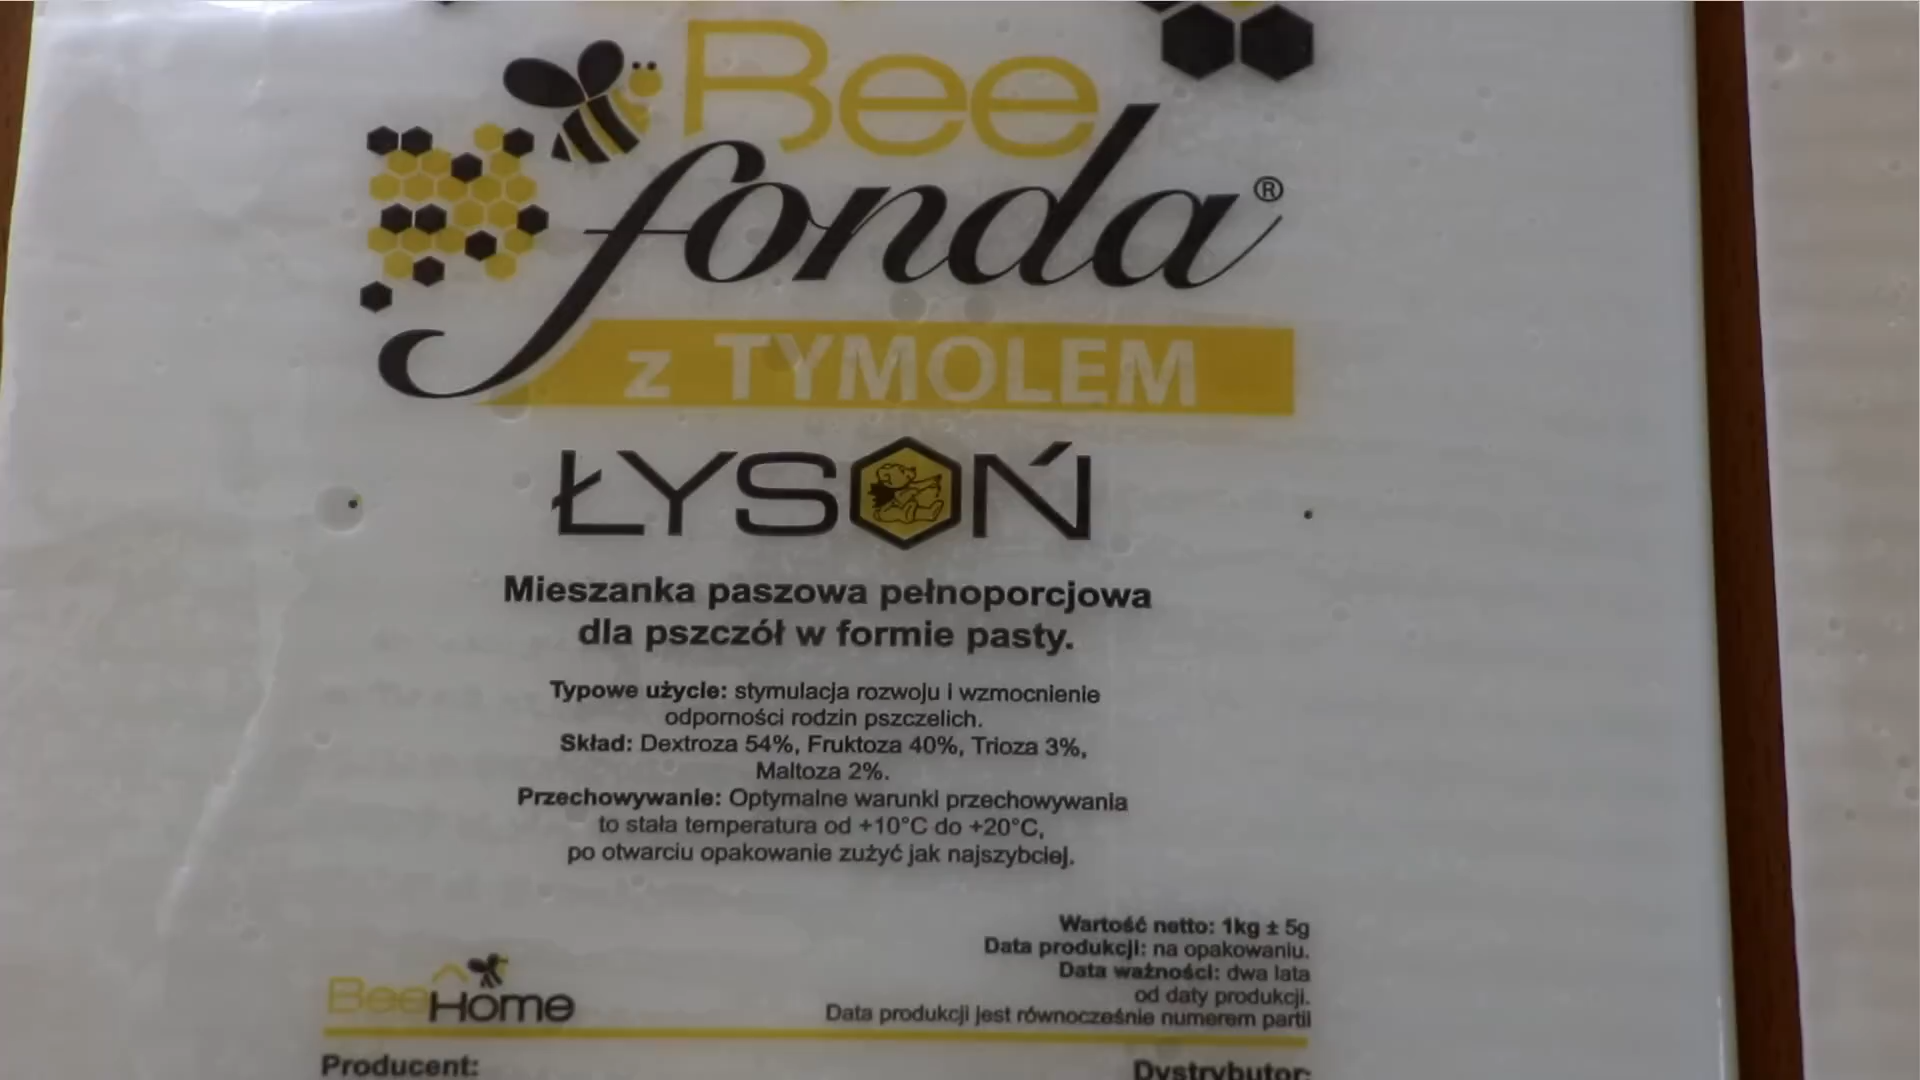 Bee
fonda®
z TYMOLEM
ŁYSOŃ
Mieszanka paszowa pełnoporcjowa
dla pszczół w formie pasty.
Typowe użycie: stymulacja rozwoju i wzmocnienie
odporności rodzin pszczelich.
Skład: Dextroza 54%, Fruktoza 40%, Trioza 3%,
Maltoza 2%.
Przechowywanie: Optymalne warunki przechowywania
to stała temperatura od +10°C do +20°C,
po otwarciu opakowanie zużyć jak najszybciej.
Wartość netto: 1kg ± 5g
Data produkcji: na opakowaniu.
Data ważności: dwa lata
od daty produkcji.
Data produkcji jest równocześnie numerem partii
BeeHome
Producent:
Dystrybutor: